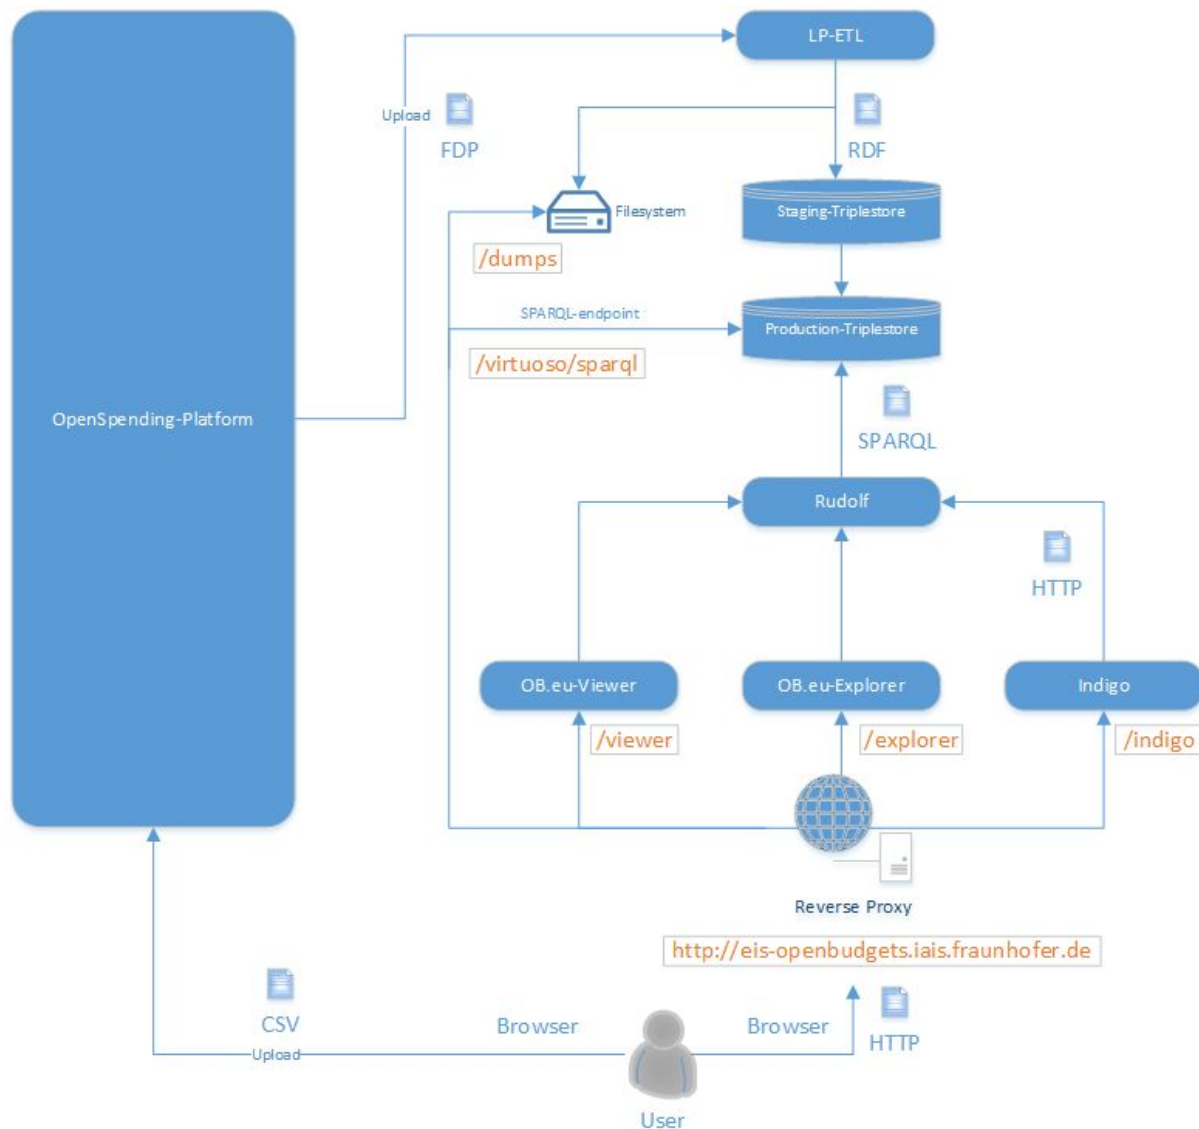 LP-ETL
Upload
FDP
RDF
Filesystem
Staging-Triplestore
/dumps
SPARQL-endpoint
Production-Triplestore
/virtuoso/sparql
OpenSpending-Platform
SPARQL
Rudolf
HTTP
OB.eu-Viewer
OB.eu-Explorer
Indigo
/viewer
/explorer
/indigo
Reverse Proxy
http://eis-openbudgets.iais.fraunhofer.de
CSV
Browser
Browser
HTTP
Upload
User